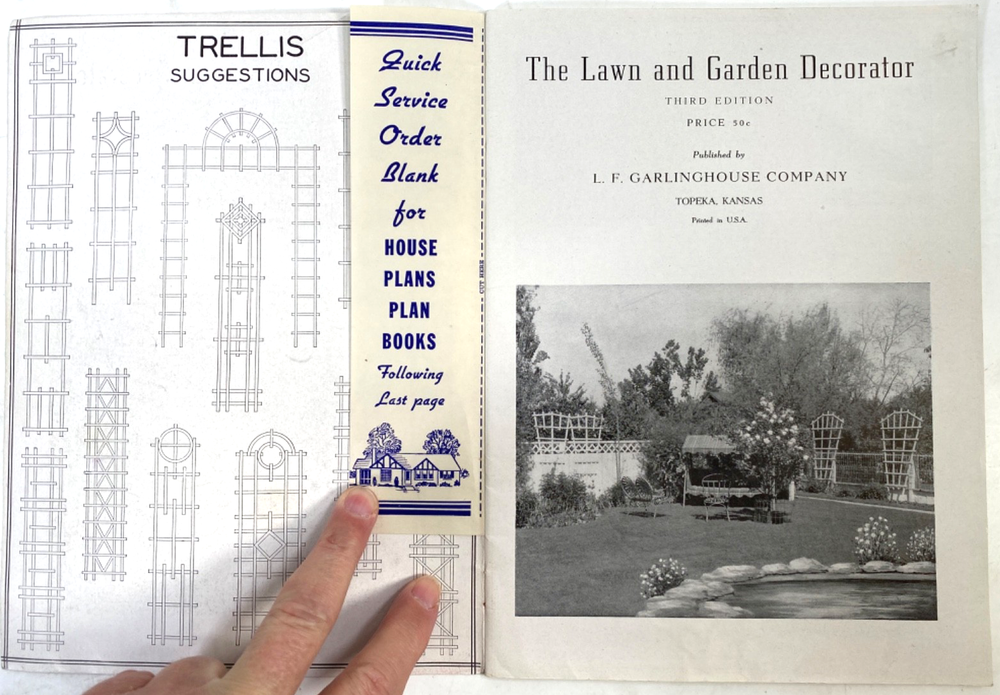 TRELLIS
SUGGESTIONS
Quick
Service
Order
Blank
for
HOUSE
PLANS
PLAN
BOOKS
Following
Last page
CUT HERE
The Lawn and Garden Decorator
THIRD EDITION
PRICE 50c
Published by
L. F. GARLINGHOUSE COMPANY
TOPEKA, KANSAS
Printed in U.S.A.